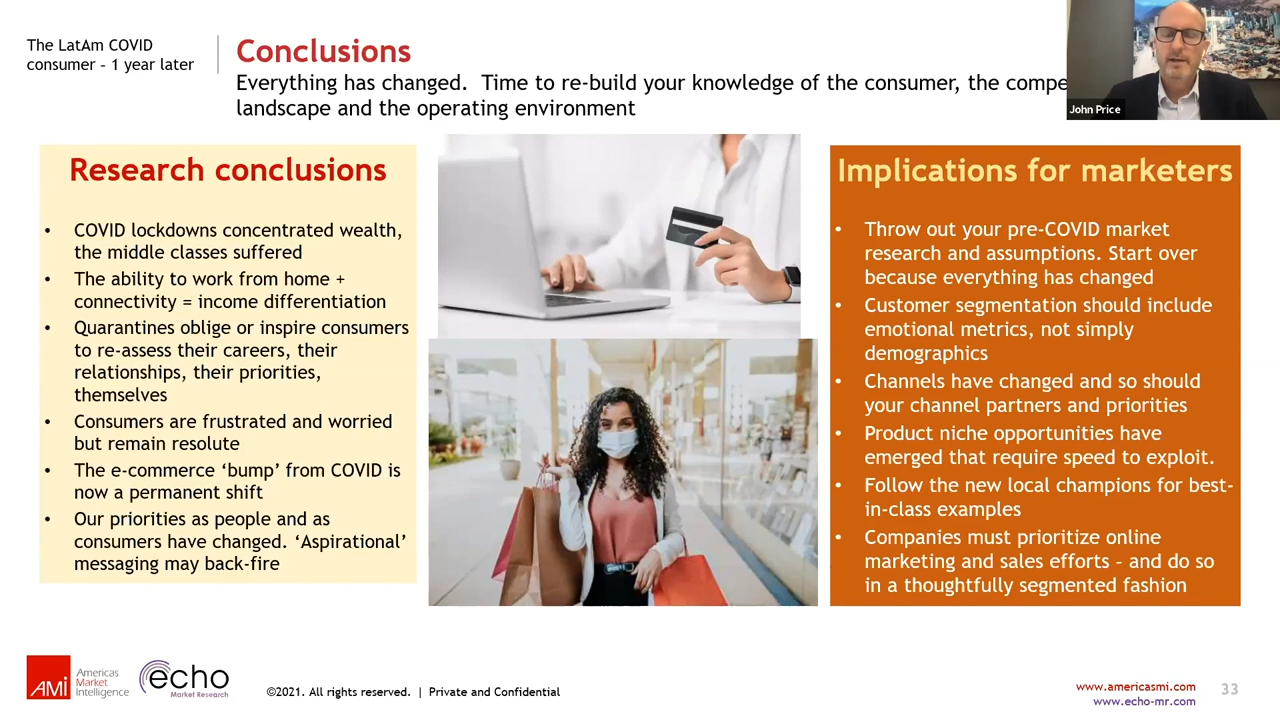 The LatAm COVID
consumer – 1 year later
Conclusions
Everything has changed. Time to re-build your knowledge of the consumer, the compe
landscape and the operating environment
John Price
Research conclusions
• COVID lockdowns concentrated wealth,
the middle classes suffered
• The ability to work from home +
connectivity = income differentiation
• Quarantines oblige or inspire consumers
to re-assess their careers, their
relationships, their priorities,
themselves
• Consumers are frustrated and worried
but remain resolute
• The e-commerce ‘bump’ from COVID is
now a permanent shift
• Our priorities as people and as
consumers have changed. ‘Aspirational’
messaging may back-fire
Implications for marketers
• Throw out your pre-COVID market
research and assumptions. Start over
because everything has changed
• Customer segmentation should include
emotional metrics, not simply
demographics
• Channels have changed and so should
your channel partners and priorities
• Product niche opportunities have
emerged that require speed to exploit.
• Follow the new local champions for best-
in-class examples
• Companies must prioritize online
marketing and sales efforts – and do so
in a thoughtfully segmented fashion
AMi
Americas
Market
Intelligence
echo
Market Research
©2021. All rights reserved. | Private and Confidential
www.americasmi.com
www.echo-mr.com
33